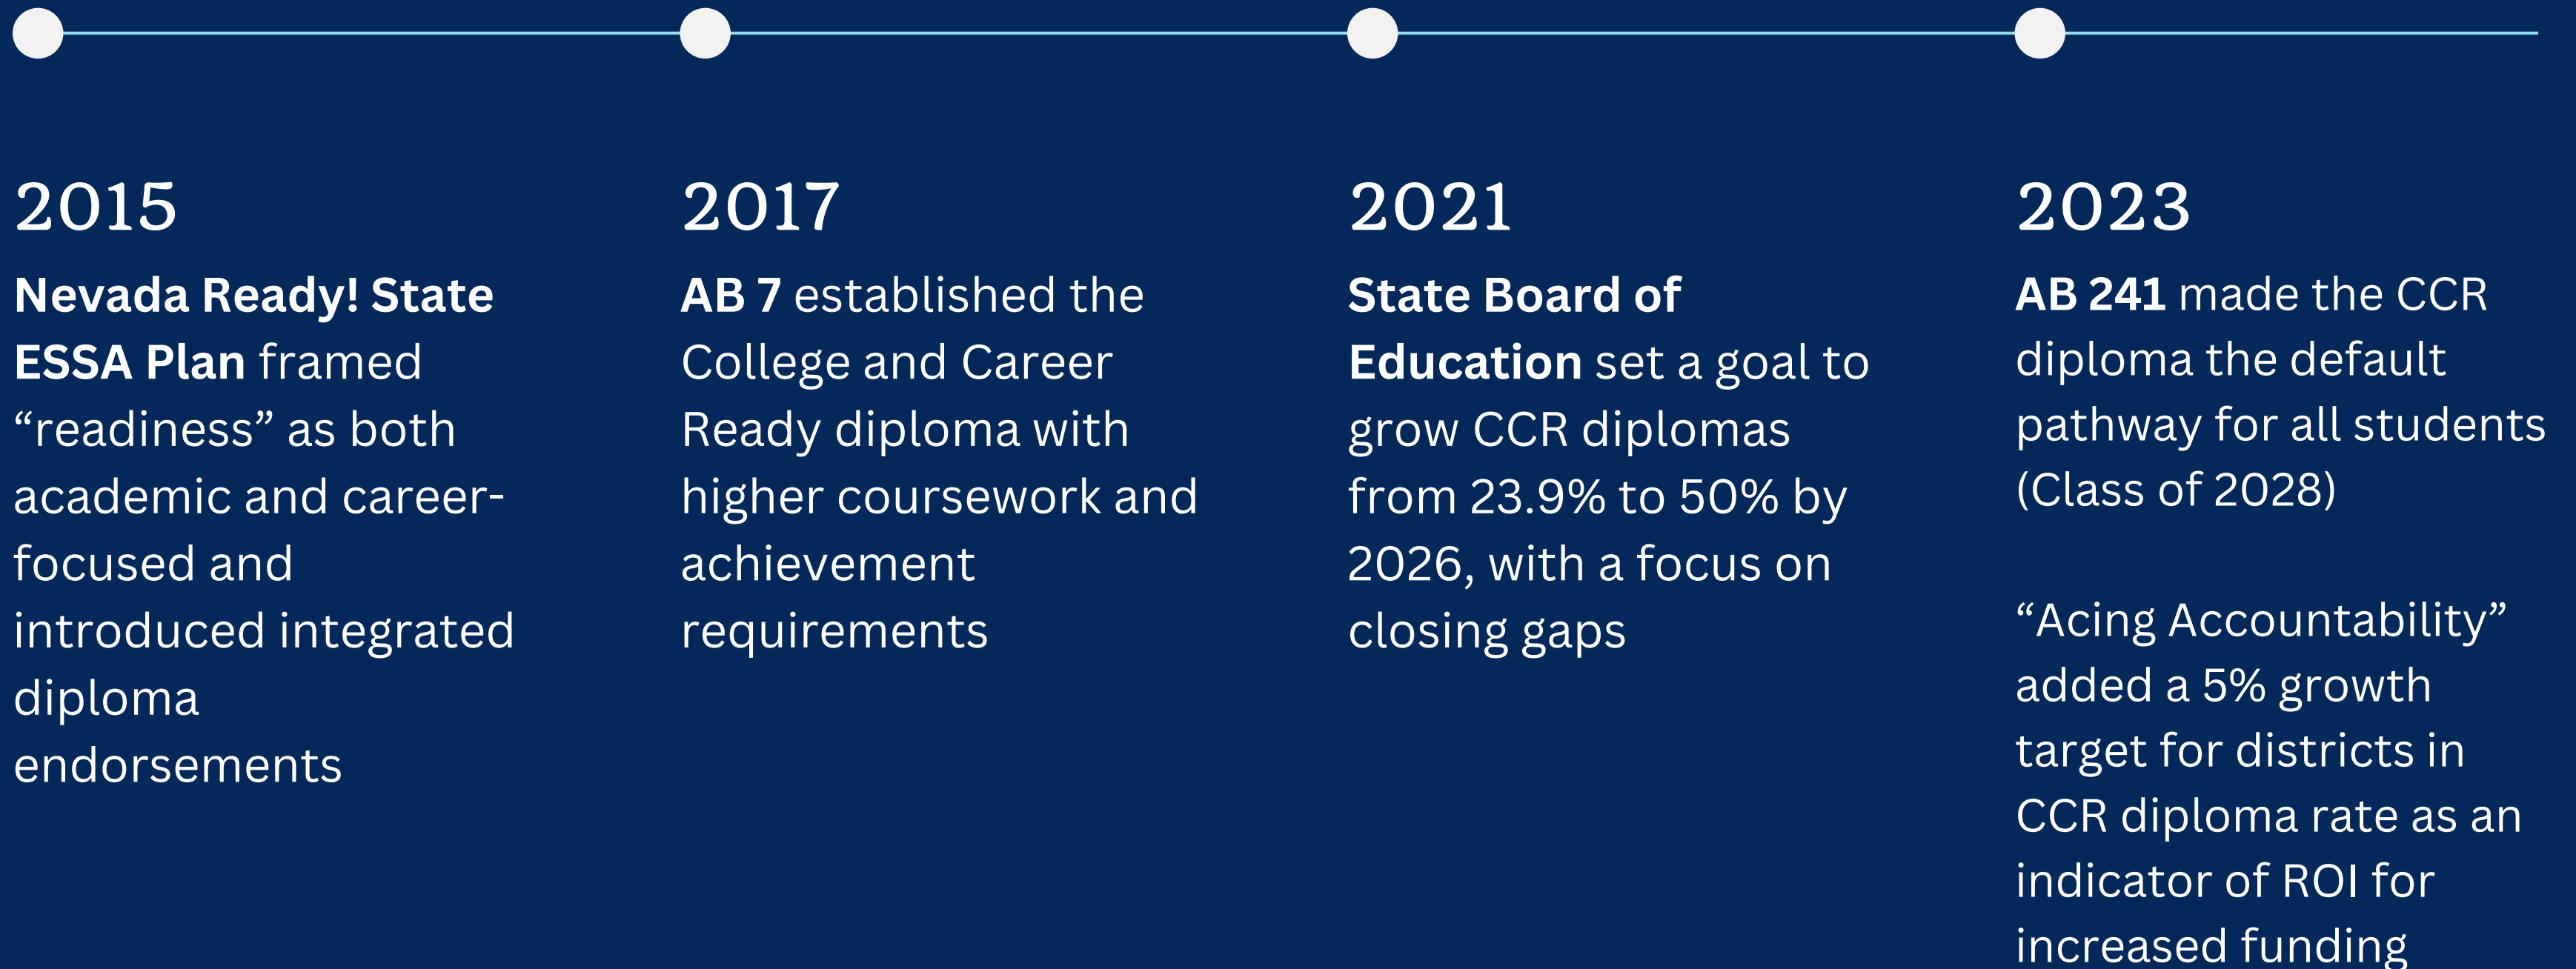 2015
Nevada Ready! State
ESSA Plan framed
“readiness” as both
academic and career-
focused and
introduced integrated
diploma
endorsements
2017
AB 7 established the
College and Career
Ready diploma with
higher coursework and
achievement
requirements
2021
State Board of
Education set a goal to
grow CCR diplomas
from 23.9% to 50% by
2026, with a focus on
closing gaps
2023
AB 241 made the CCR
diploma the default
pathway for all students
(Class of 2028)
“Acing Accountability”
added a 5% growth
target for districts in
CCR diploma rate as an
indicator of ROI for
increased funding